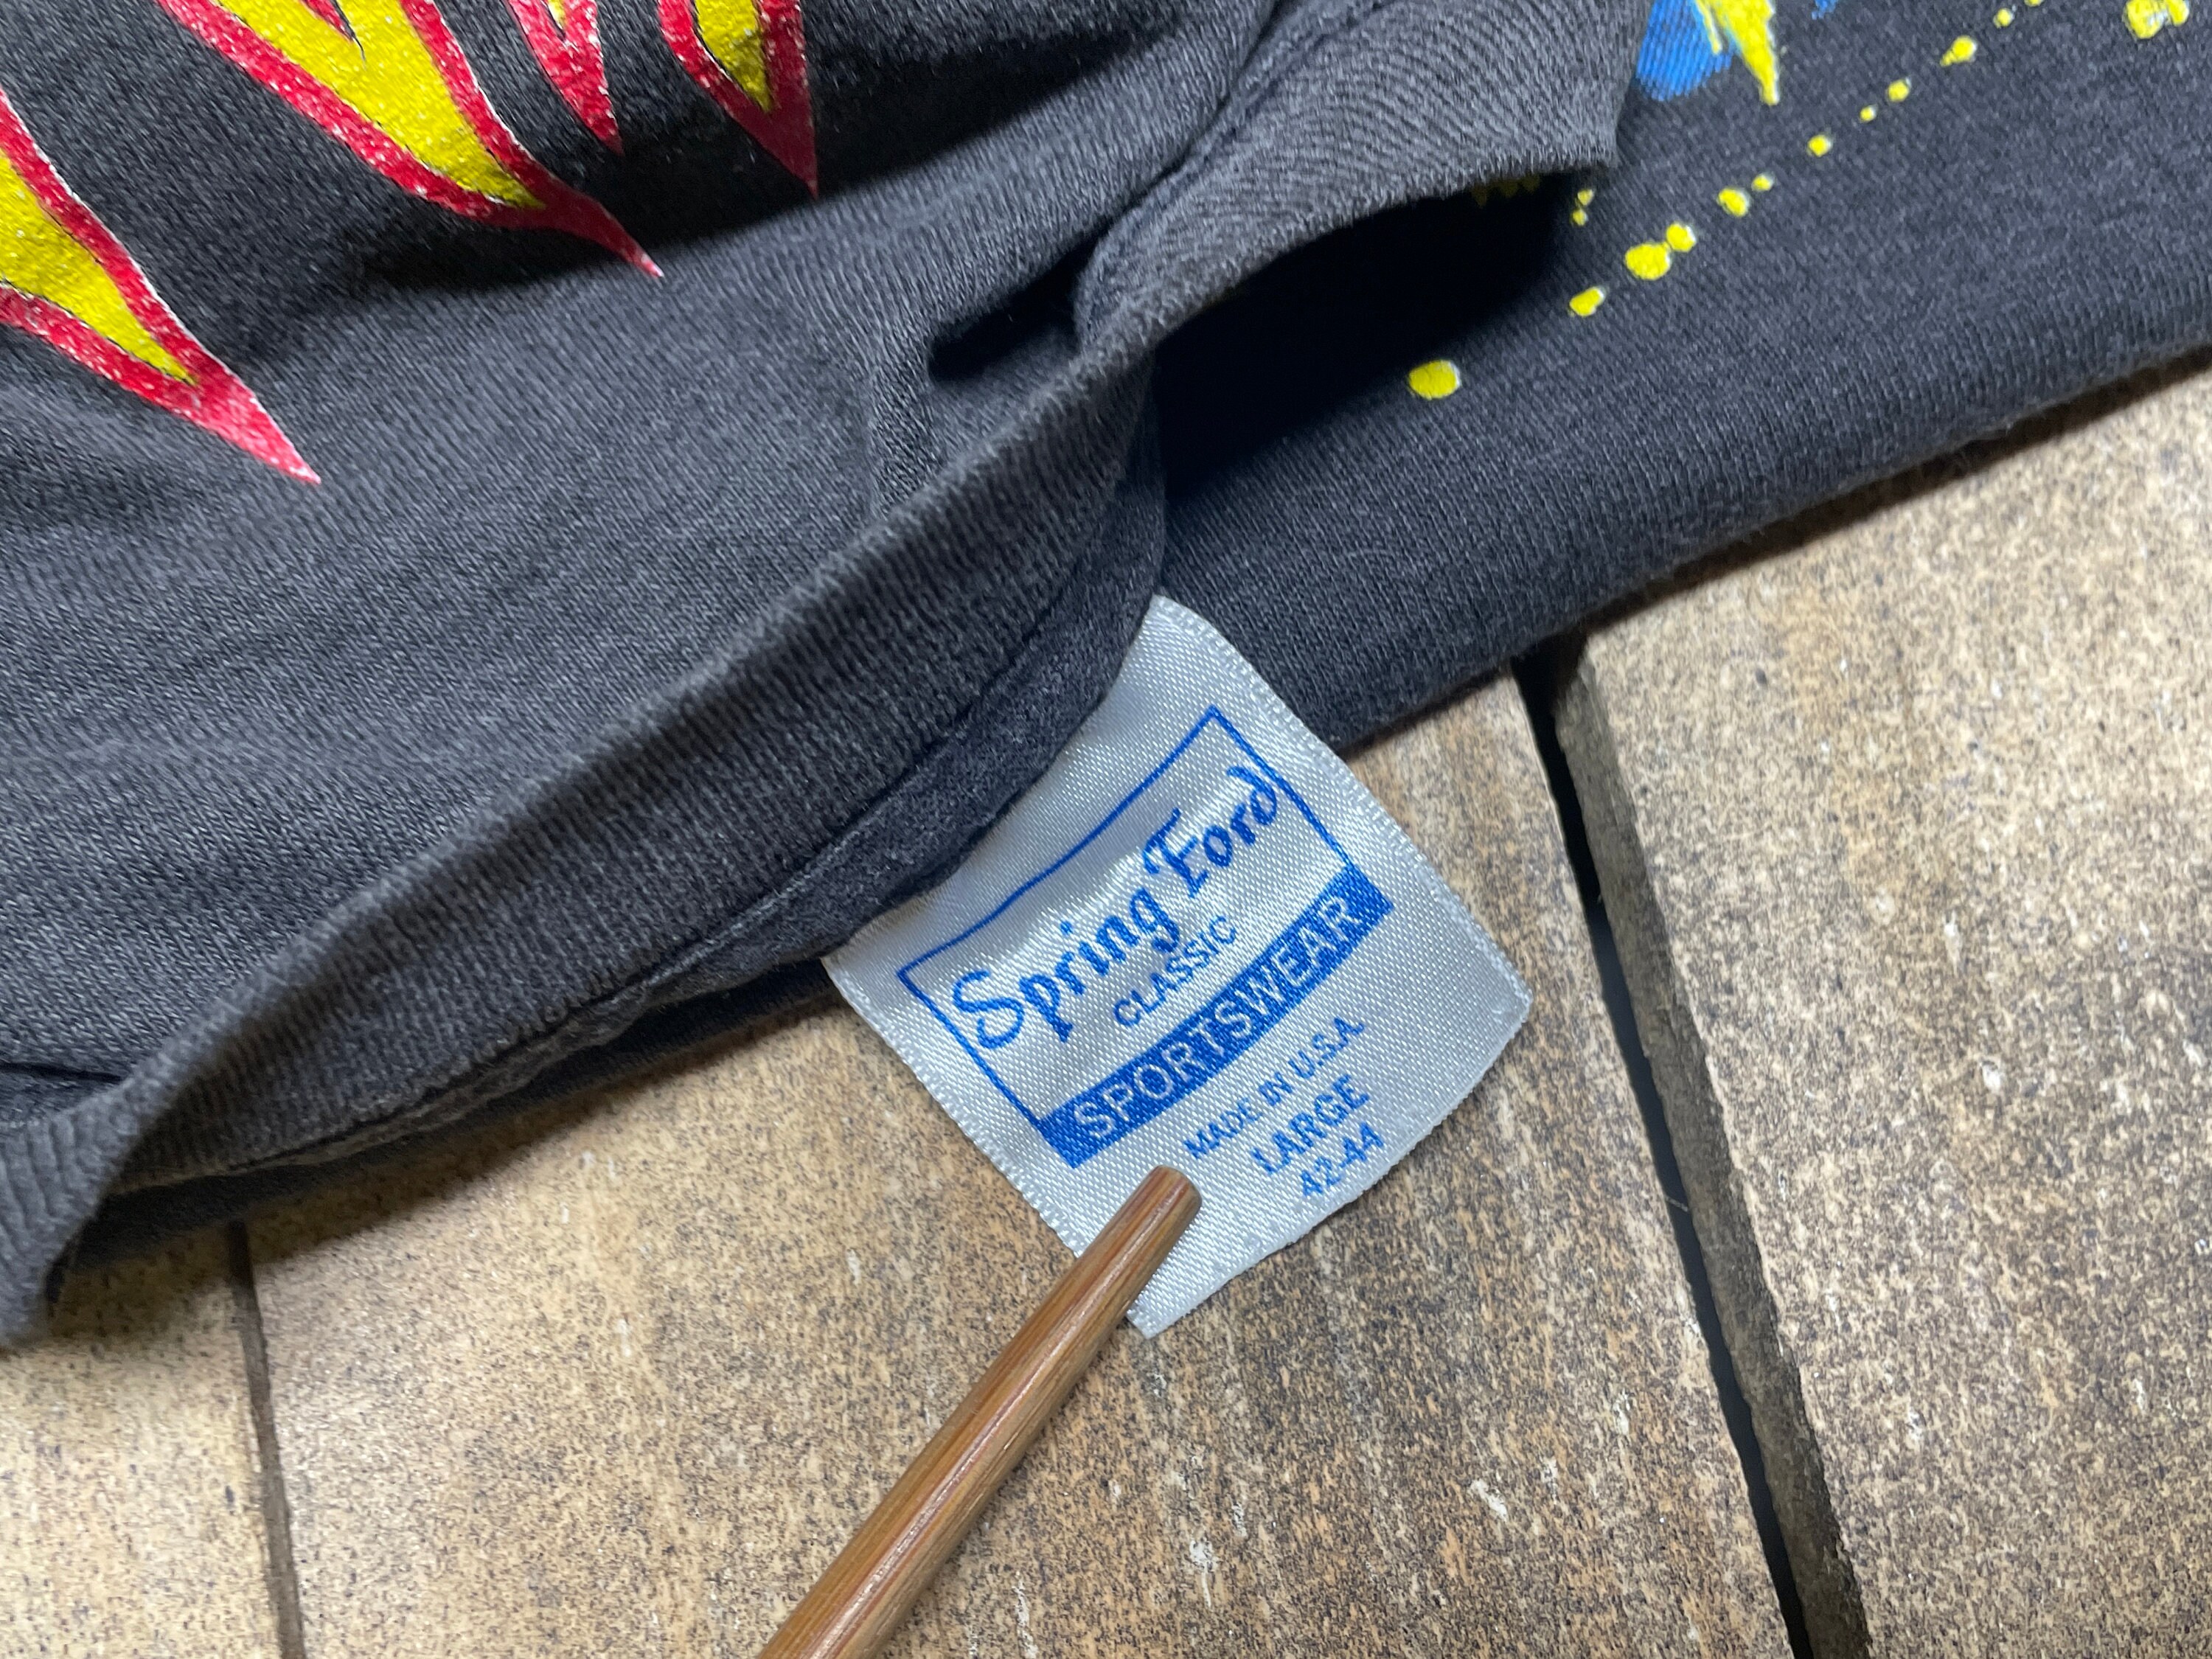 Spring Ford
CLASSIC
SPORTSWEAR
MADE IN U.S.A.
LARGE
42-44